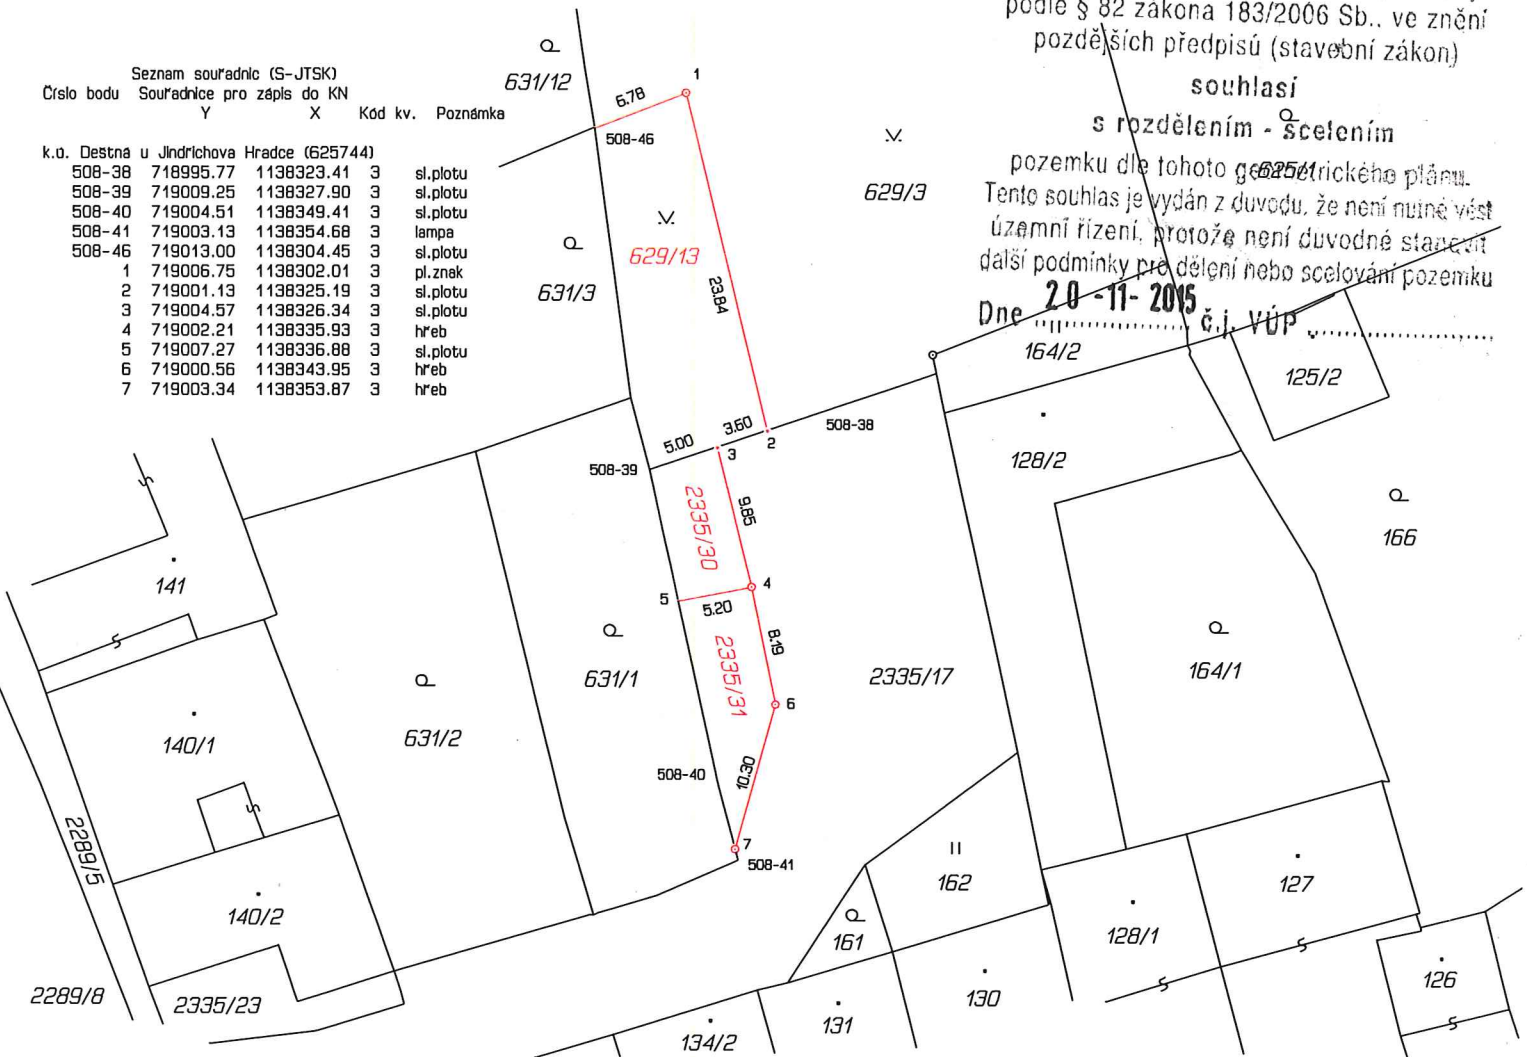 podle § 82 zákona 183/2006 Sb., ve znění
pozdějších předpisů (stavební zákon)
souhlasí
s rozdělením - scelením
pozemku dle tohoto geometrického plánu.
Tento souhlas je vydán z důvodu, že není nutné vést
územní řízení, protože není důvodné stanovit
další podmínky pro dělení nebo scelování pozemku
Dne 20 -11- 2015 č.j. VÚP
Seznam souřadnic (S-JTSK)
Číslo bodu Souřadnice pro zápis do KN
Y X Kód kv. Poznámka
k.ú. Deštná u Jindřichova Hradce (625744)
508-38 718995.77 1138323.41 3 sl.plotu
508-39 719009.25 1138327.90 3 sl.plotu
508-40 719004.51 1138349.41 3 sl.plotu
508-41 719003.13 1138354.68 3 lampa
508-46 719013.00 1138304.45 3 sl.plotu
1 719006.75 1138302.01 3 pl.znak
2 719001.13 1138325.19 3 sl.plotu
3 719004.57 1138326.34 3 sl.plotu
4 719002.21 1138335.93 3 hřeb
5 719007.27 1138336.88 3 sl.plotu
6 719000.56 1138343.95 3 hřeb
7 719003.34 1138353.87 3 hřeb
631/12
6.78
1
508-46
629/3
625/1
629/13
631/3
23.84
164/2
125/2
5.00
3.60
2
508-38
3
508-39
128/2
2335/30
9.85
166
141
4
5
5.20
8.19
2335/31
631/1
2335/17
164/1
6
140/1
631/2
508-40
10.30
7
508-41
2289/5
162
127
140/2
161
128/1
126
2289/8
2335/23
130
131
134/2